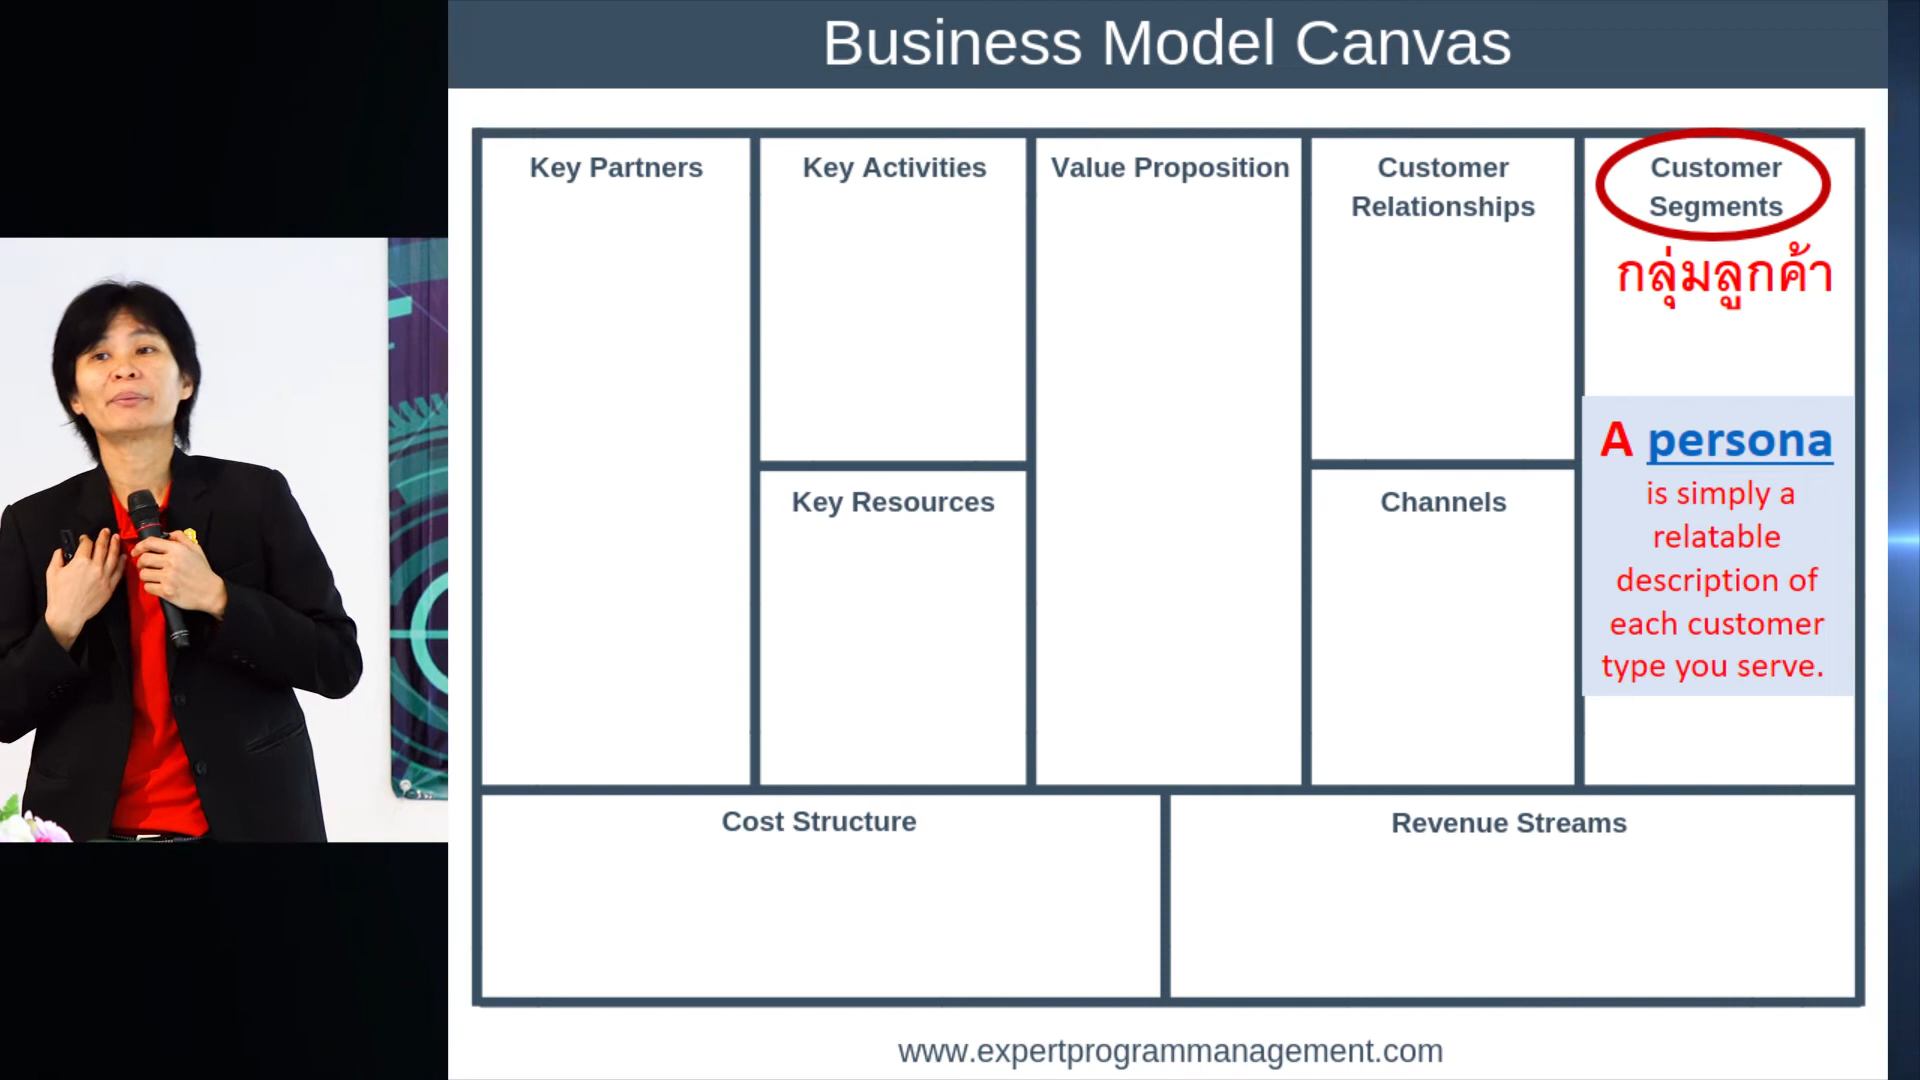 Business Model Canvas
Key Partners
Key Activities
Value Proposition
Customer
Relationships
Customer
Segments
กลุ่มลูกค้า
A persona
is simply a
relatable
description of
each customer
type you serve.
Key Resources
Channels
Cost Structure
Revenue Streams
www.expertprogrammanagement.com